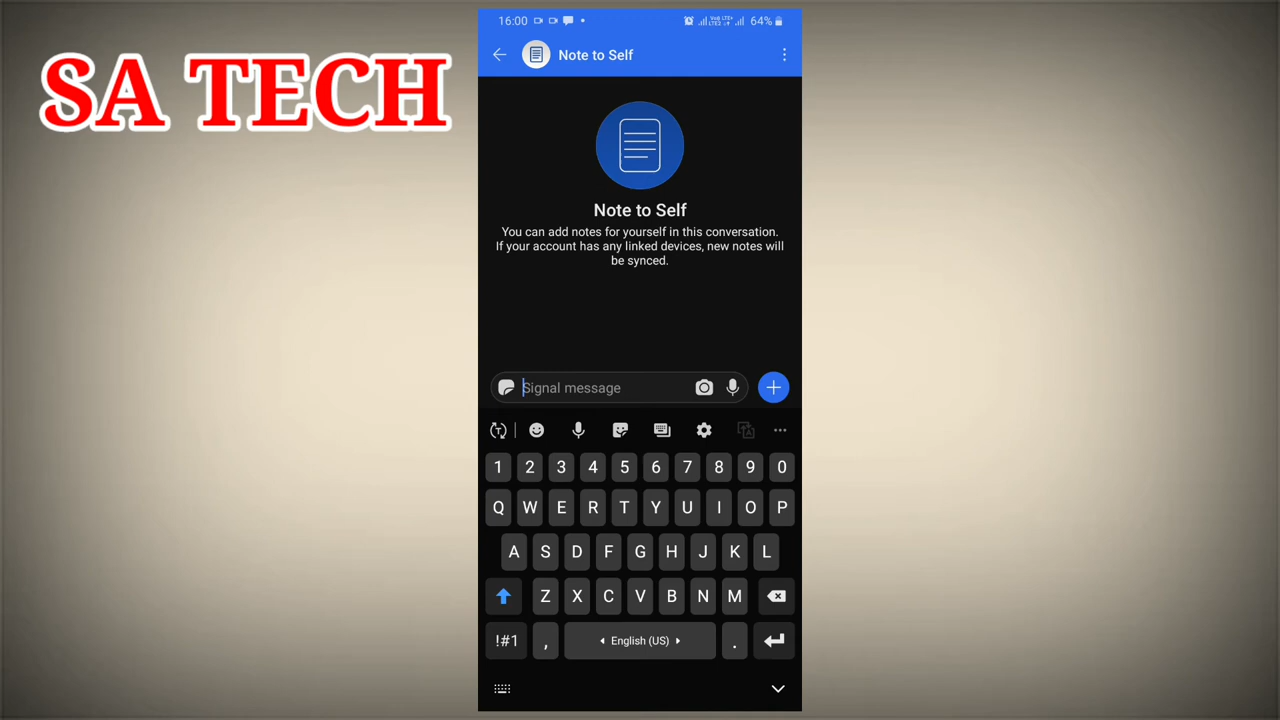 SA TECH
16:00
64%
Note to Self
Note to Self
You can add notes for yourself in this conversation.
If your account has any linked devices, new notes will
be synced.
Signal message
1 2 3 4 5 6 7 8 9 0
Q W E R T Y U I O P
A S D F G H J K L
Z X C V B N M
!#1 , English (US) .